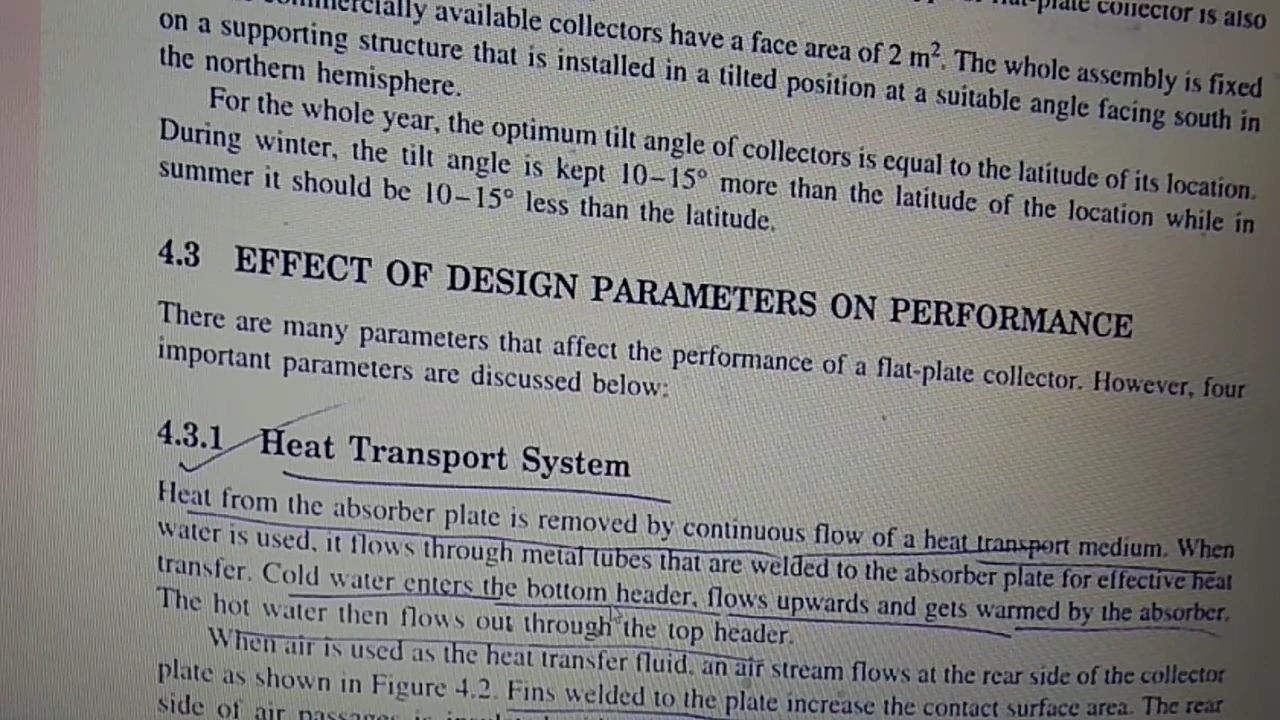 flat-plate collector is also
commercially available collectors have a face area of 2 m². The whole assembly is fixed
on a supporting structure that is installed in a tilted position at a suitable angle facing south in
the northern hemisphere.
For the whole year, the optimum tilt angle of collectors is equal to the latitude of its location.
During winter, the tilt angle is kept 10–15° more than the latitude of the location while in
summer it should be 10–15° less than the latitude.
4.3 EFFECT OF DESIGN PARAMETERS ON PERFORMANCE
There are many parameters that affect the performance of a flat-plate collector. However, four
important parameters are discussed below:
4.3.1 Heat Transport System
Heat from the absorber plate is removed by continuous flow of a heat transport medium. When
water is used, it flows through metal tubes that are welded to the absorber plate for effective heat
transfer. Cold water enters the bottom header, flows upwards and gets warmed by the absorber.
The hot water then flows out through the top header.
When air is used as the heat transfer fluid, an air stream flows at the rear side of the collector
plate as shown in Figure 4.2. Fins welded to the plate increase the contact surface area. The rear
side of air